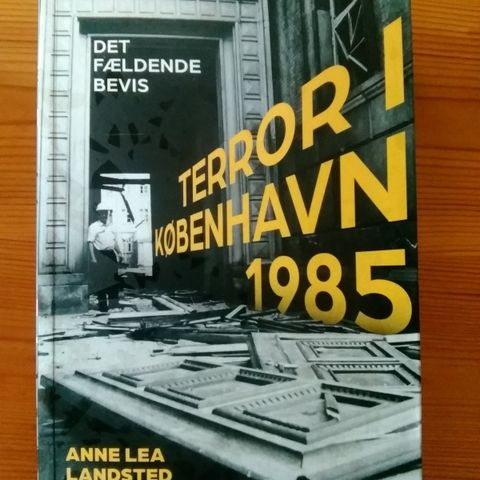 DET
FÆLDENDE
BEVIS
TERROR I
KØBENHAVN
1985
ANNE LEA
LANDSTED